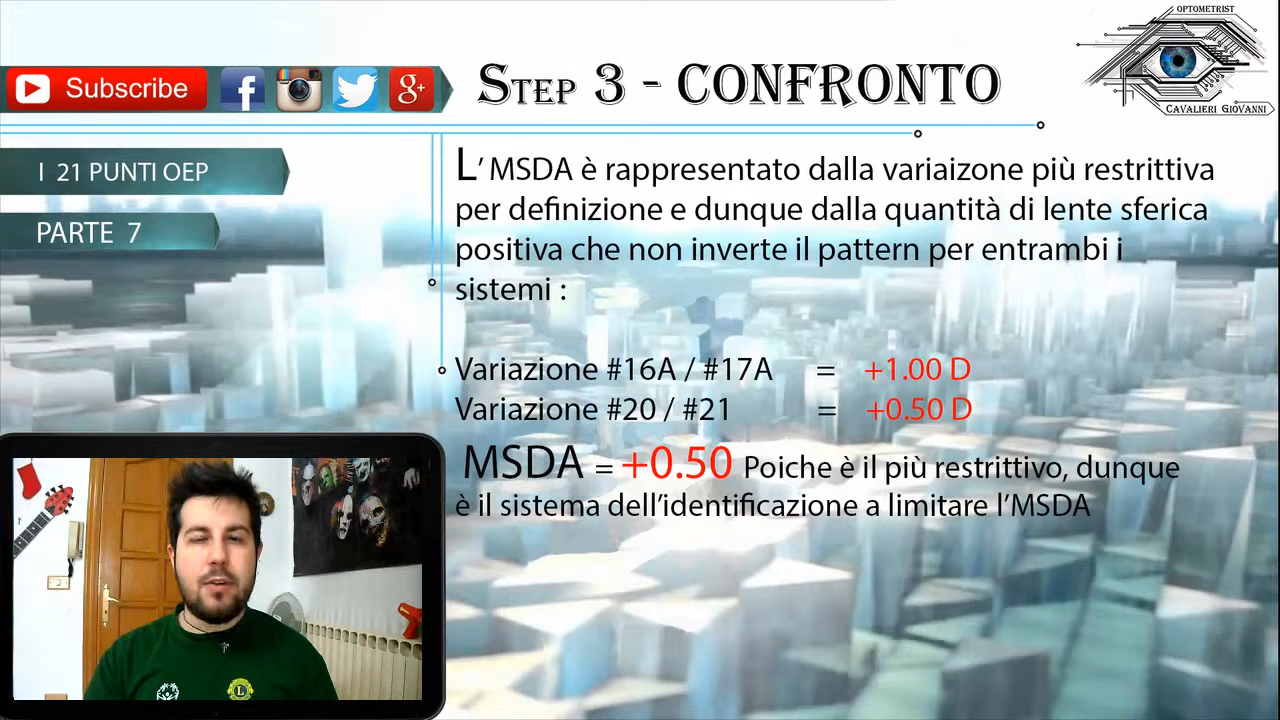 OPTOMETRIST
CAVALIERI GIOVANNI
Subscribe
f
g+
STEP 3 - CONFRONTO
I 21 PUNTI OEP
PARTE 7
L’ MSDA è rappresentato dalla variaizone più restrittiva
per definizione e dunque dalla quantità di lente sferica
positiva che non inverte il pattern per entrambi i
sistemi :
Variazione #16A / #17A = +1.00 D
Variazione #20 / #21 = +0.50 D
MSDA = +0.50 Poiche è il più restrittivo, dunque
è il sistema dell’identificazione a limitare l’MSDA
L